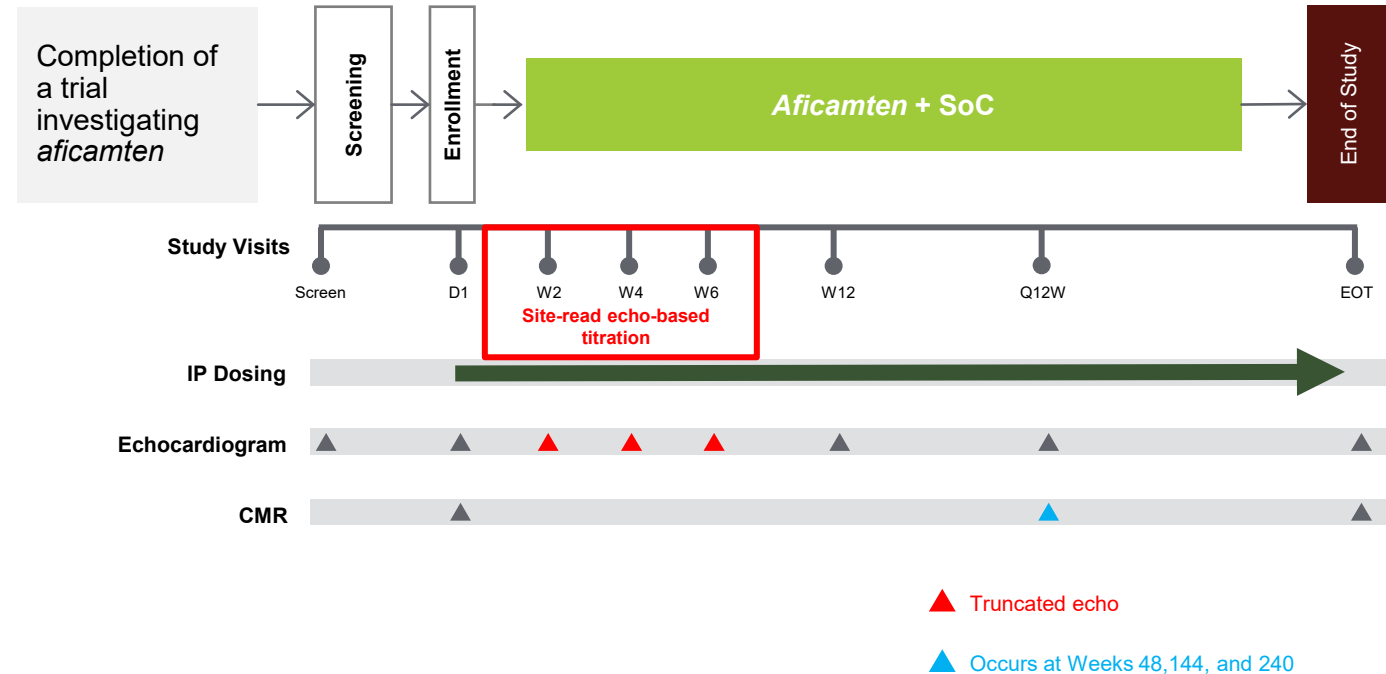 Completion of
a trial
investigating
aficamten
Screening
Enrollment
Aficamten + SoC
End of Study
Study Visits
Screen
D1
W2
W4
W6
W12
Q12W
EOT
Site-read echo-based
titration
IP Dosing
Echocardiogram
CMR
Truncated echo
Occurs at Weeks 48,144, and 240